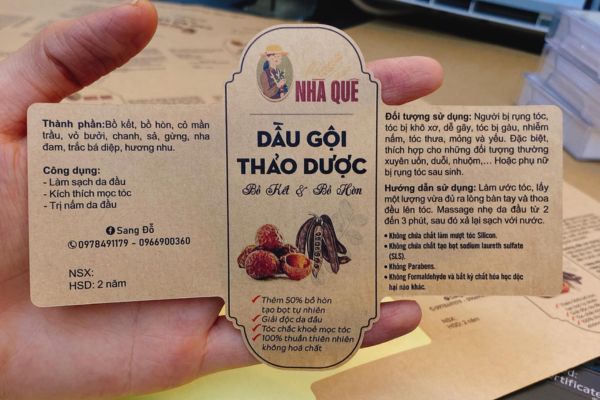 Thành phần:Bồ kết, bồ hòn, cỏ mần
trầu, vỏ bưởi, chanh, sả, gừng, nha
đam, trắc bá diệp, hương nhu.
Công dụng:
- Làm sạch da đầu
- Kích thích mọc tóc
- Trị nấm da đầu
Sang Đỗ
0978491179 - 0966900360
NSX:
HSD: 2 năm
NHÀ QUÊ
DẦU GỘI
THẢO DƯỢC
Bồ Kết & Bồ Hòn
Thêm 50% bồ hòn
tạo bọt tự nhiên
Giải độc da đầu
Tóc chắc khoẻ mọc tóc
100% thuần thiên nhiên
không hoá chất
Đối tượng sử dụng: Người bị rụng tóc,
tóc bị khô xơ, dễ gãy, tóc bị gàu, nhiễm
nấm, tóc thưa, mỏng và yếu. Đặc biệt,
thích hợp cho những đối tượng thường
xuyên uốn, duỗi, nhuộm,... Hoặc phụ nữ
bị rụng tóc sau sinh.
Hướng dẫn sử dụng: Làm ướt tóc, lấy
một lượng vừa đủ ra lòng bàn tay và thoa
đều lên tóc. Massage nhẹ da đầu từ 2
đến 3 phút, sau đó xả lại sạch với nước.
• Không chứa chất làm mượt tóc Silicon.
• Không chứa chất tạo bọt sodium laureth sulfate
(SLS).
• Không Parabens.
• Không Formaldehyde và bất kỳ chất hóa học độc
hại nào khác.